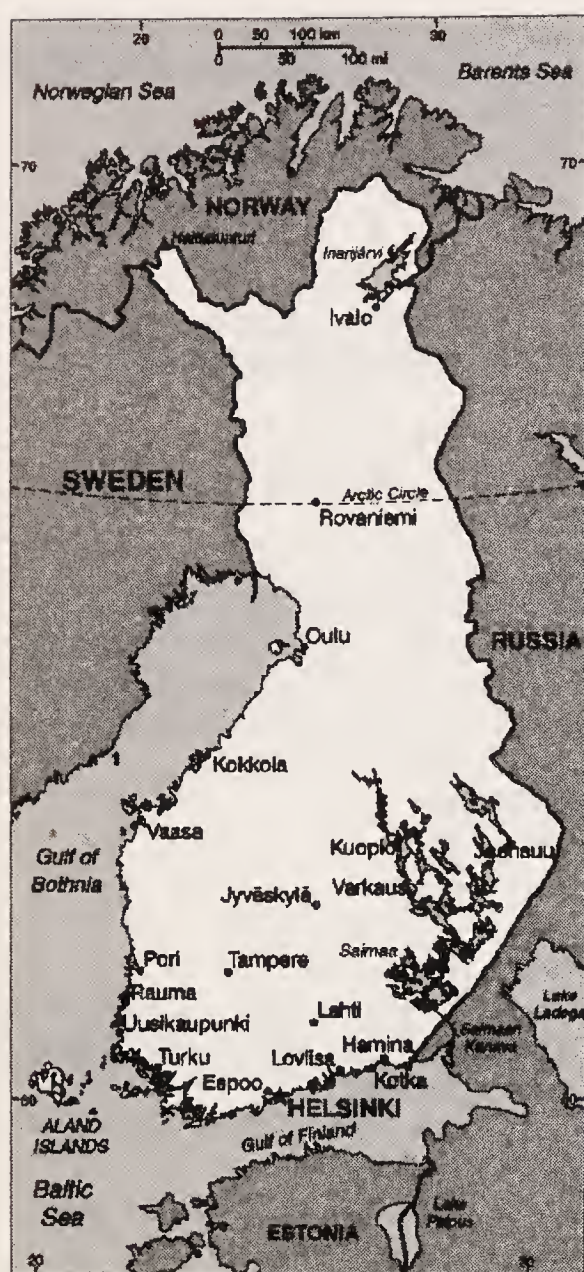 20
0 50 100 km
30
0 50 100 mi
Norwegian Sea
Barents Sea
70
70
NORWAY
Inarijärvi
Ivalo
SWEDEN
Arctic Circle
Rovaniemi
Oulu
RUSSIA
Kokkola
Vaasa
Gulf of
Bothnia
Kuopio
Jyväskylä
Varkaus
Pori
Tampere
Saimaa
Rauma
Lahti
Lake
Ladoga
Uusikaupunki
Saimaan
Turku
Loviisa
Hamina
Espoo
Kotka
60
HELSINKI
60
ALAND
ISLANDS
Gulf of Finland
Baltic
Sea
Lake
ESTONIA
20
30